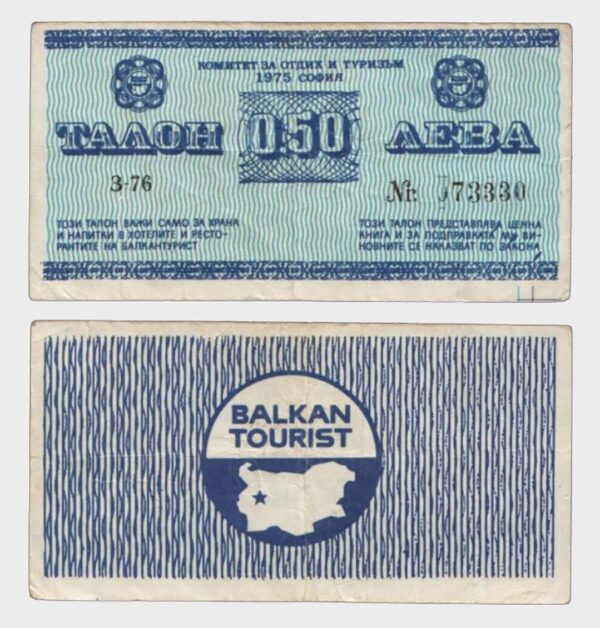 КОМИТЕТ ЗА ОТДИХ И ТУРИЗЪМ
1975 СОФИЯ
ТАЛОН 0.50 ЛЕВА
З-76
№: 073330
ТОЗИ ТАЛОН ВАЖИ САМО ЗА ХРАНА
И НАПИТКИ В ХОТЕЛИТЕ И РЕСТО-
РАНТИТЕ НА БАЛКАНТУРИСТ
ТОЗИ ТАЛОН ПРЕДСТАВЛЯВА ЦЕННА
КНИГА И ЗА ПОДПРАВКАТА МУ ВИ-
НОВНИТЕ СЕ НАКАЗВАТ ПО ЗАКОНА
BALKAN
TOURIST